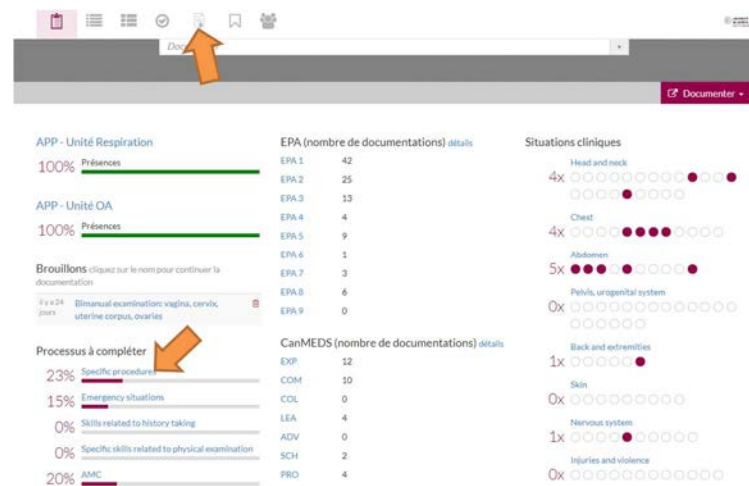 Documenter
APP - Unité Respiration
100% Présences
APP - Unité OA
100% Présences
Brouillons cliquez sur le nom pour continuer la
documentation
il y a 24
jours
Bimanual examination: vagina, cervix,
uterine corpus, ovaries
Processus à compléter
23% Specific procedures
15% Emergency situations
0% Skills related to history taking
0% Specific skills related to physical examination
20% AMC
EPA (nombre de documentations) détails
EPA 1 42
EPA 2 25
EPA 3 13
EPA 4 4
EPA 5 9
EPA 6 1
EPA 7 3
EPA 8 6
EPA 9 0
CanMEDS (nombre de documentations) détails
EXP 12
COM 10
COL 0
LEA 4
ADV 0
SCH 2
PRO 4
Situations cliniques
Head and neck
4x
Chest
4x
Abdomen
5x
Pelvis, urogenital system
0x
Back and extremities
1x
Skin
0x
Nervous system
1x
Injuries and violence
0x